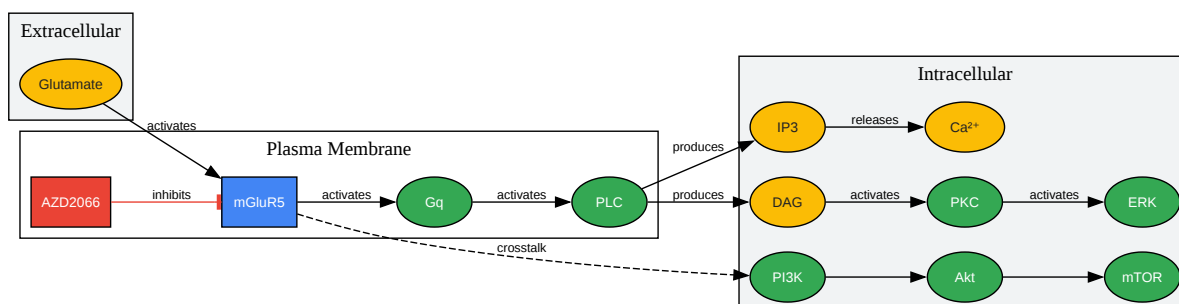 Extracellular
Glutamate
activates
Plasma Membrane
AZD2066
inhibits
mGluR5
activates
Gq
activates
PLC
produces
produces
crosstalk
Intracellular
IP3
releases
Ca²⁺
DAG
activates
PKC
activates
ERK
PI3K
Akt
mTOR